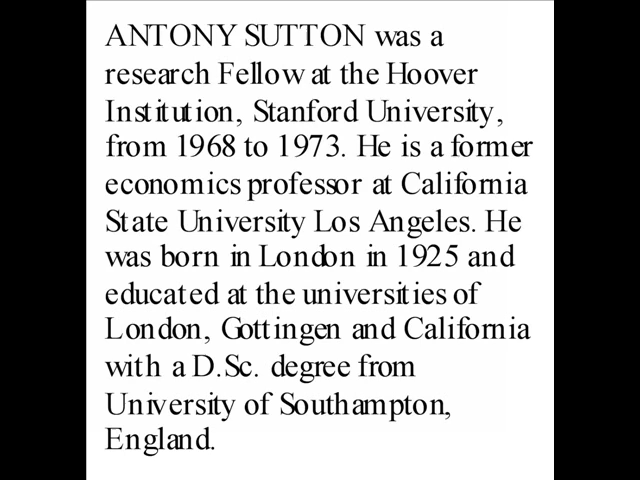 ANTONY SUTTON was a
research Fellow at the Hoover
Institution, Stanford University,
from 1968 to 1973. He is a former
economics professor at California
State University Los Angeles. He
was born in London in 1925 and
educated at the universities of
London, Gottingen and California
with a D.Sc. degree from
University of Southampton,
England.